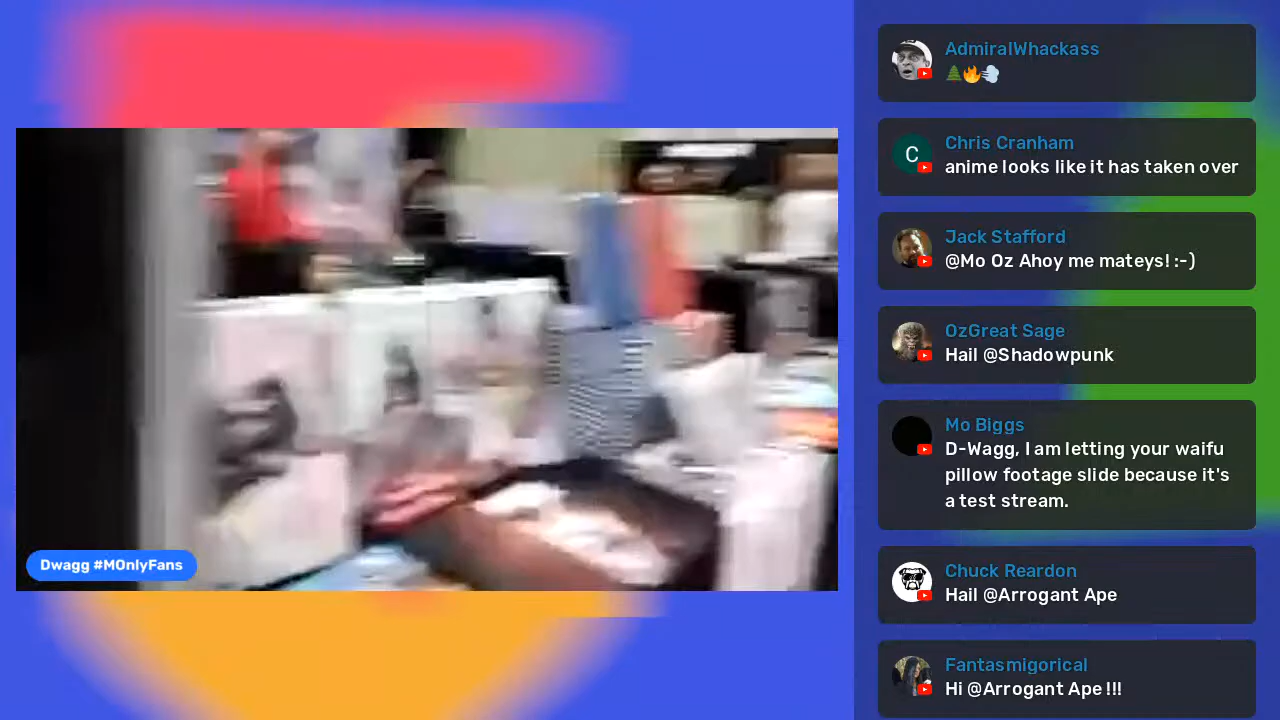 AdmiralWhackass
🌲🔥💨
Chris Cranham
C
anime looks like it has taken over
Jack Stafford
@Mo Oz Ahoy me mateys! :-)
OzGreat Sage
Hail @Shadowpunk
Mo Biggs
D-Wagg, I am letting your waifu
pillow footage slide because it's
a test stream.
Chuck Reardon
Hail @Arrogant Ape
Fantasmigorical
Hi @Arrogant Ape !!!
Dwagg #MOnlyFans